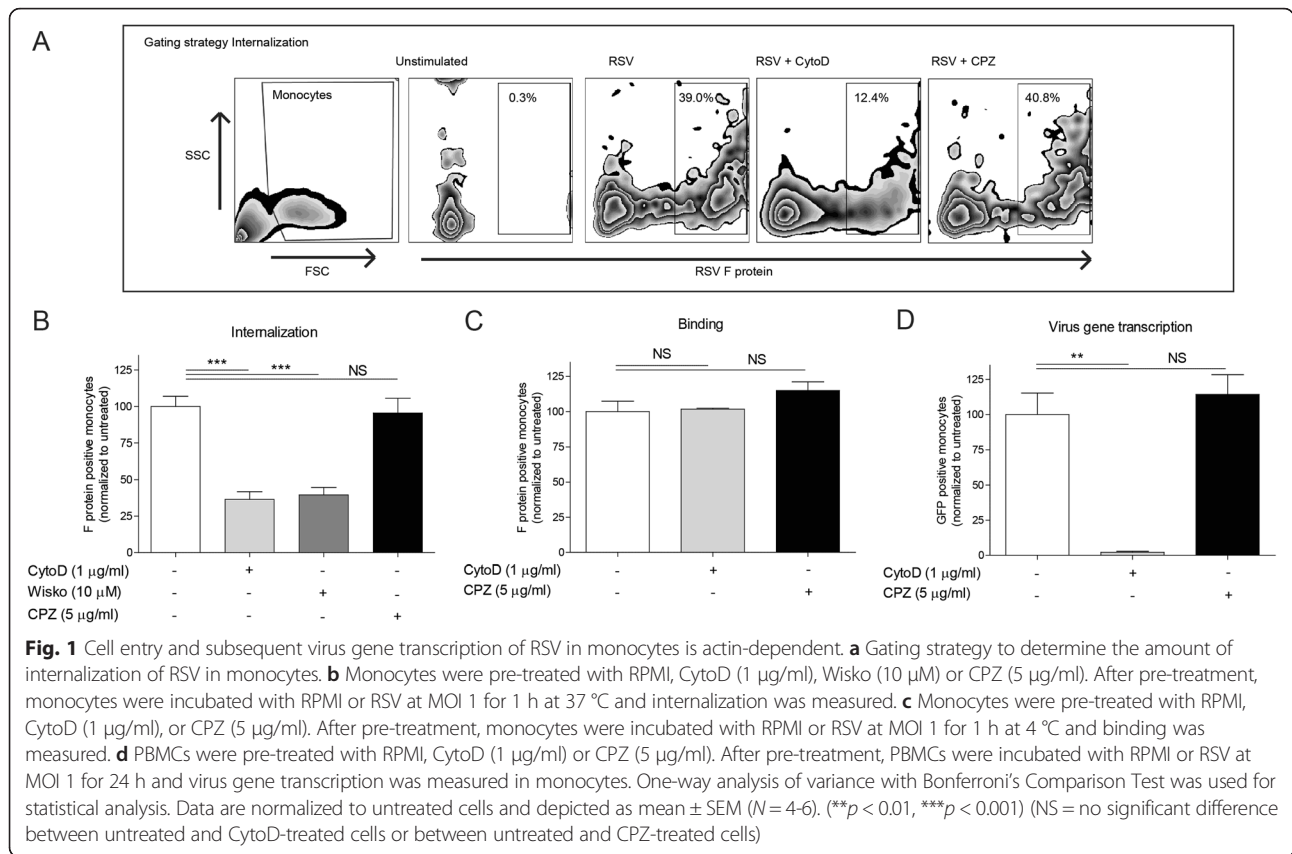 A
Gating strategy Internalization
Unstimulated
RSV
RSV + CytoD
RSV + CPZ
Monocytes
0.3%
39.0%
12.4%
40.8%
SSC
FSC
RSV F protein
B
Internalization
***
***
NS
F protein positive monocytes
(normalized to untreated)
125
100
75
50
25
0
CytoD (1 µg/ml) - + - -
Wisko (10 µM) - - + -
CPZ (5 µg/ml) - - - +
C
Binding
NS
NS
F protein positive monocytes
(normalized to untreated)
125
100
75
50
25
0
CytoD (1 µg/ml) - + -
CPZ (5 µg/ml) - - +
D
Virus gene transcription
**
NS
GFP positive monocytes
(normalized to untreated)
125
100
75
50
25
0
CytoD (1 µg/ml) - + -
CPZ (5 µg/ml) - - +
Fig. 1 Cell entry and subsequent virus gene transcription of RSV in monocytes is actin-dependent. a Gating strategy to determine the amount of
internalization of RSV in monocytes. b Monocytes were pre-treated with RPMI, CytoD (1 µg/ml), Wisko (10 µM) or CPZ (5 µg/ml). After pre-treatment,
monocytes were incubated with RPMI or RSV at MOI 1 for 1 h at 37 °C and internalization was measured. c Monocytes were pre-treated with RPMI,
CytoD (1 µg/ml), or CPZ (5 µg/ml). After pre-treatment, monocytes were incubated with RPMI or RSV at MOI 1 for 1 h at 4 °C and binding was
measured. d PBMCs were pre-treated with RPMI, CytoD (1 µg/ml) or CPZ (5 µg/ml). After pre-treatment, PBMCs were incubated with RPMI or RSV at
MOI 1 for 24 h and virus gene transcription was measured in monocytes. One-way analysis of variance with Bonferroni's Comparison Test was used for
statistical analysis. Data are normalized to untreated cells and depicted as mean ± SEM (N = 4-6). (**p < 0.01, ***p < 0.001) (NS = no significant difference
between untreated and CytoD-treated cells or between untreated and CPZ-treated cells)